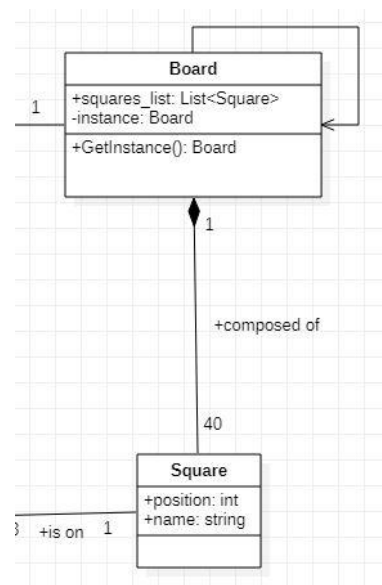 Board
+squares_list: List<Square>
-instance: Board
1
+GetInstance(): Board
1
+composed of
40
Square
+position: int
+name: string
+is on 1